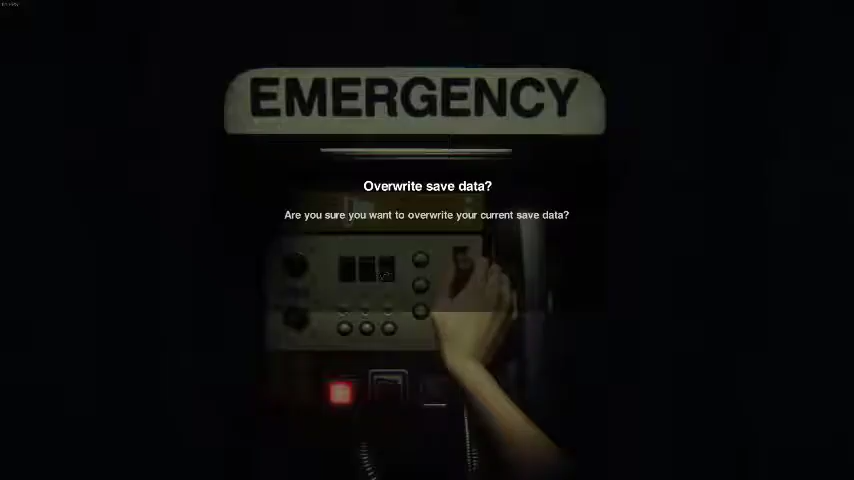 EMERGENCY
Overwrite save data?
Are you sure you want to overwrite your current save data?